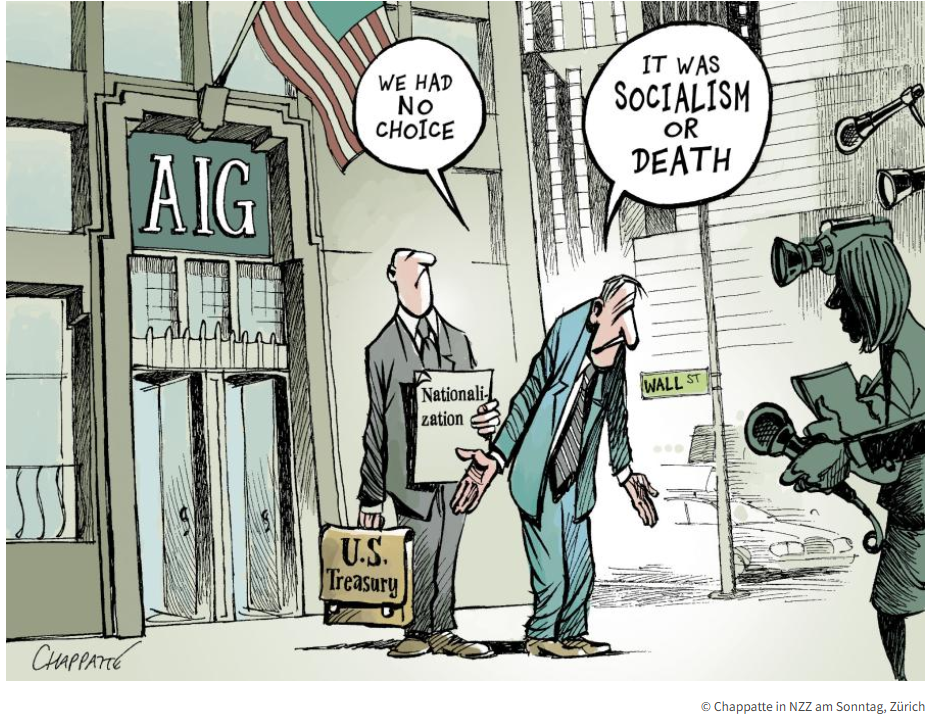 WE HAD
NO
CHOICE
IT WAS
SOCIALISM
OR
DEATH
AIG
WALL ST
Nationali-
zation
U.S.
Treasury
CHAPPATTE
© Chappatte in NZZ am Sonntag, Zürich